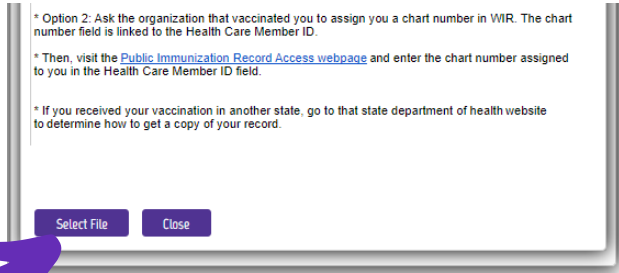 * Option 2: Ask the organization that vaccinated you to assign you a chart number in WIR. The chart
number field is linked to the Health Care Member ID.
* Then, visit the Public Immunization Record Access webpage and enter the chart number assigned
to you in the Health Care Member ID field.
* If you received your vaccination in another state, go to that state department of health website
to determine how to get a copy of your record.
Select File Close